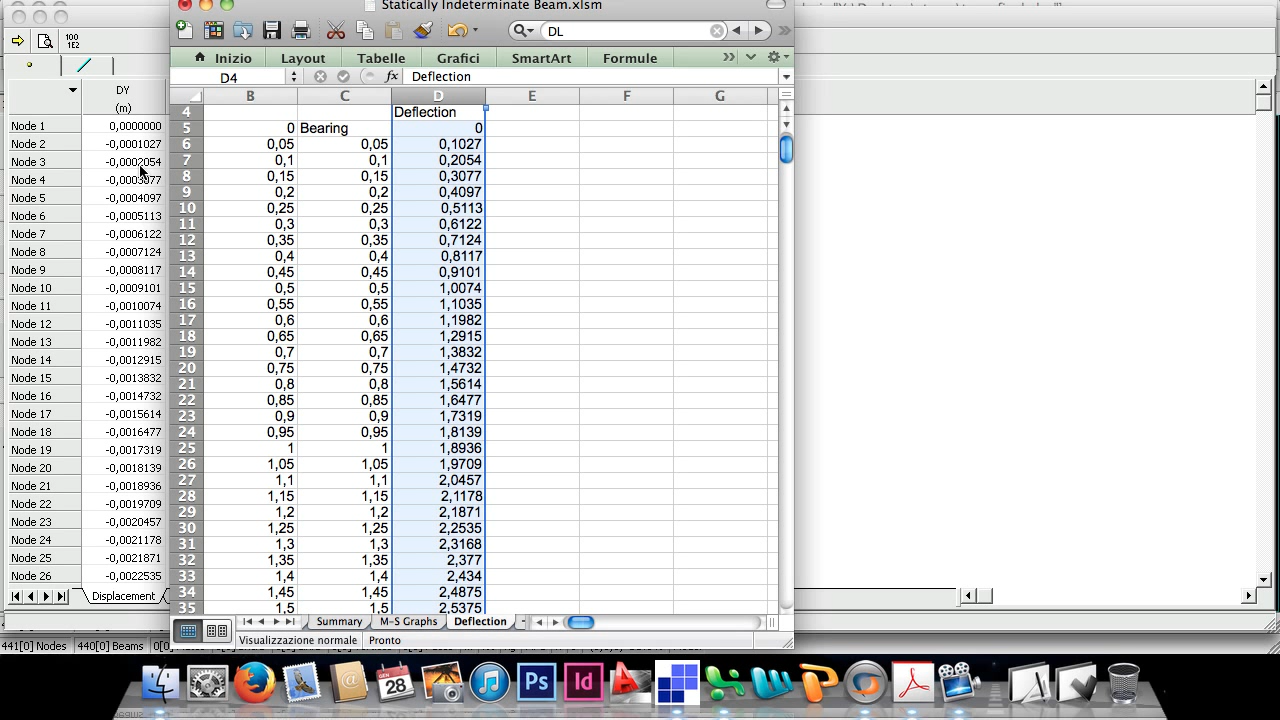 Statically Indeterminate Beam.xlsm
DL
100
1E2
Inizio Layout Tabelle Grafici SmartArt Formule
D4 fx Deflection
DY
(m)
B C D E F G
4 Deflection
Node 1 0,0000000 5 0 Bearing 0
Node 2 -0,0001027 6 0,05 0,05 0,1027
Node 3 -0,0002054 7 0,1 0,1 0,2054
Node 4 8 0,15 0,15 0,3077
Node 5 -0,0004097 9 0,2 0,2 0,4097
Node 6 -0,0005113 10 0,25 0,25 0,5113
Node 7 -0,0006122 11 0,3 0,3 0,6122
Node 8 -0,0007124 12 0,35 0,35 0,7124
Node 9 -0,0008117 13 0,4 0,4 0,8117
Node 10 -0,0009101 14 0,45 0,45 0,9101
Node 11 -0,0010074 15 0,5 0,5 1,0074
Node 12 -0,0011035 16 0,55 0,55 1,1035
Node 13 -0,0011982 17 0,6 0,6 1,1982
Node 14 -0,0012915 18 0,65 0,65 1,2915
Node 15 -0,0013832 19 0,7 0,7 1,3832
Node 16 -0,0014732 20 0,75 0,75 1,4732
Node 17 -0,0015614 21 0,8 0,8 1,5614
Node 18 -0,0016477 22 0,85 0,85 1,6477
Node 19 -0,0017319 23 0,9 0,9 1,7319
Node 20 -0,0018139 24 0,95 0,95 1,8139
Node 21 -0,0018936 25 1 1 1,8936
Node 22 -0,0019709 26 1,05 1,05 1,9709
Node 23 -0,0020457 27 1,1 1,1 2,0457
Node 24 -0,0021178 28 1,15 1,15 2,1178
Node 25 -0,0021871 29 1,2 1,2 2,1871
Node 26 -0,0022535 30 1,25 1,25 2,2535
31 1,3 1,3 2,3168
32 1,35 1,35 2,377
33 1,4 1,4 2,434
34 1,45 1,45 2,4875
35 1,5 1,5 2,5375
Displacement
Summary M-S Graphs Deflection
Visualizzazione normale Pronto
441[0] Nodes 440[0] Beams
GEN
28
Ps
Id